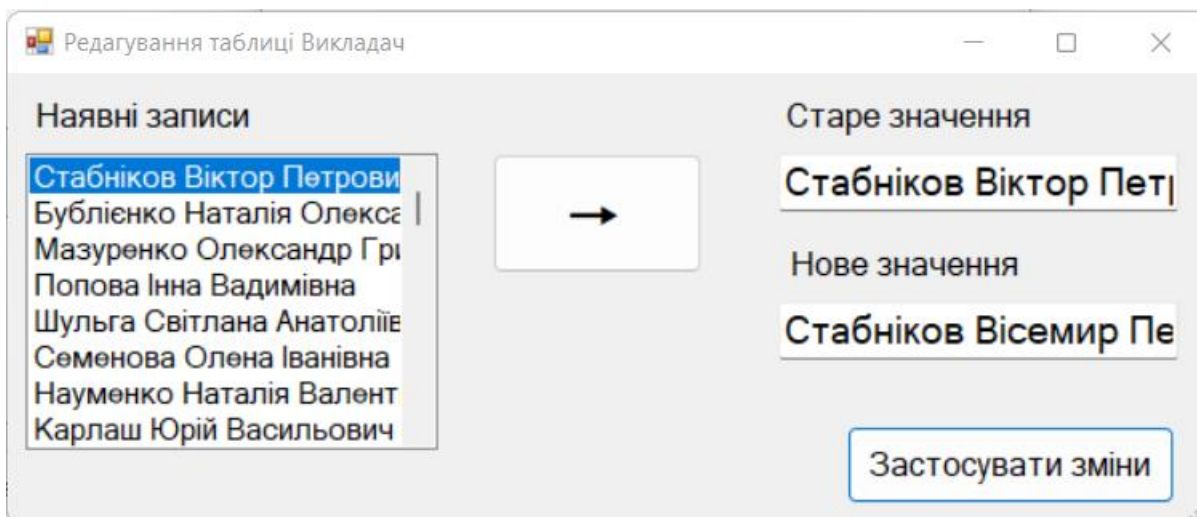 Редагування таблиці Викладач
Наявні записи
Стабніков Віктор Петрови
Бублієнко Наталія Олекса
Мазуренко Олександр Гри
Попова Інна Вадимівна
Шульга Світлана Анатолів
Семенова Олена Іванівна
Науменко Наталія Валент
Карлаш Юрій Васильович
→
Старе значення
Стабніков Віктор Пет
Нове значення
Стабніков Вісемир Пе
Застосувати зміни